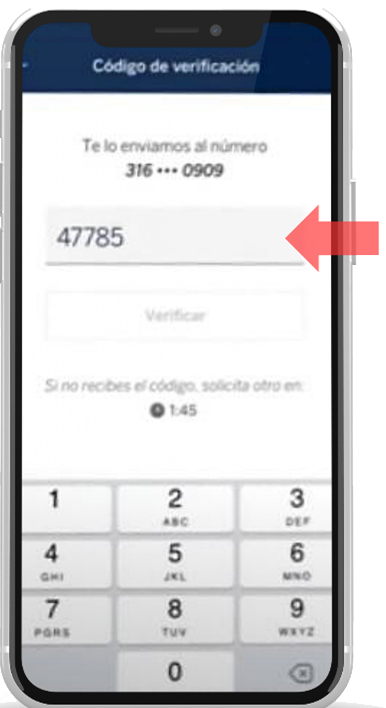 Código de verificación
Te lo enviamos al número
316 ••• 0909
47785
Verificar
Si no recibes el código, solicita otro en:
1:45
1 2 3
ABC DEF
4 5 6
GHI JKL MNO
7 8 9
PQRS TUV WXYZ
0